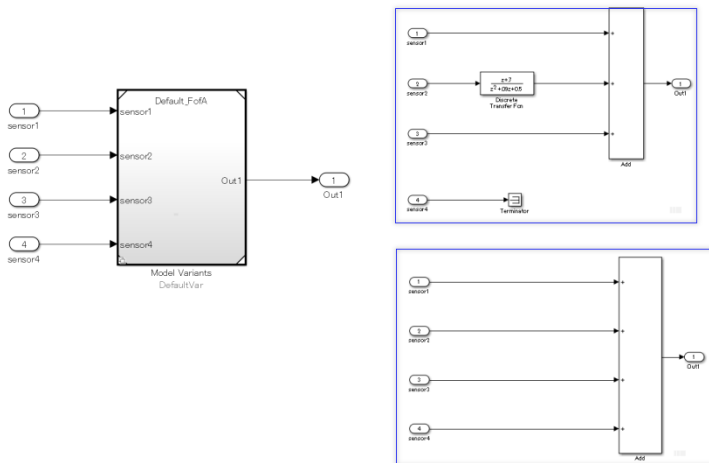 Default_FofA
1
sensor1
sensor1
2
sensor2
sensor2
3
sensor3
sensor3
4
sensor4
sensor4
Out1
1
Out1
Model Variants
DefaultVar
1
sensor1
+
2
sensor2
Discrete
Transfer Fcn
+
3
sensor3
+
Add
1
Out1
4
sensor4
Terminator
1
sensor1
+
2
sensor2
+
3
sensor3
+
4
sensor4
+
Add
1
Out1